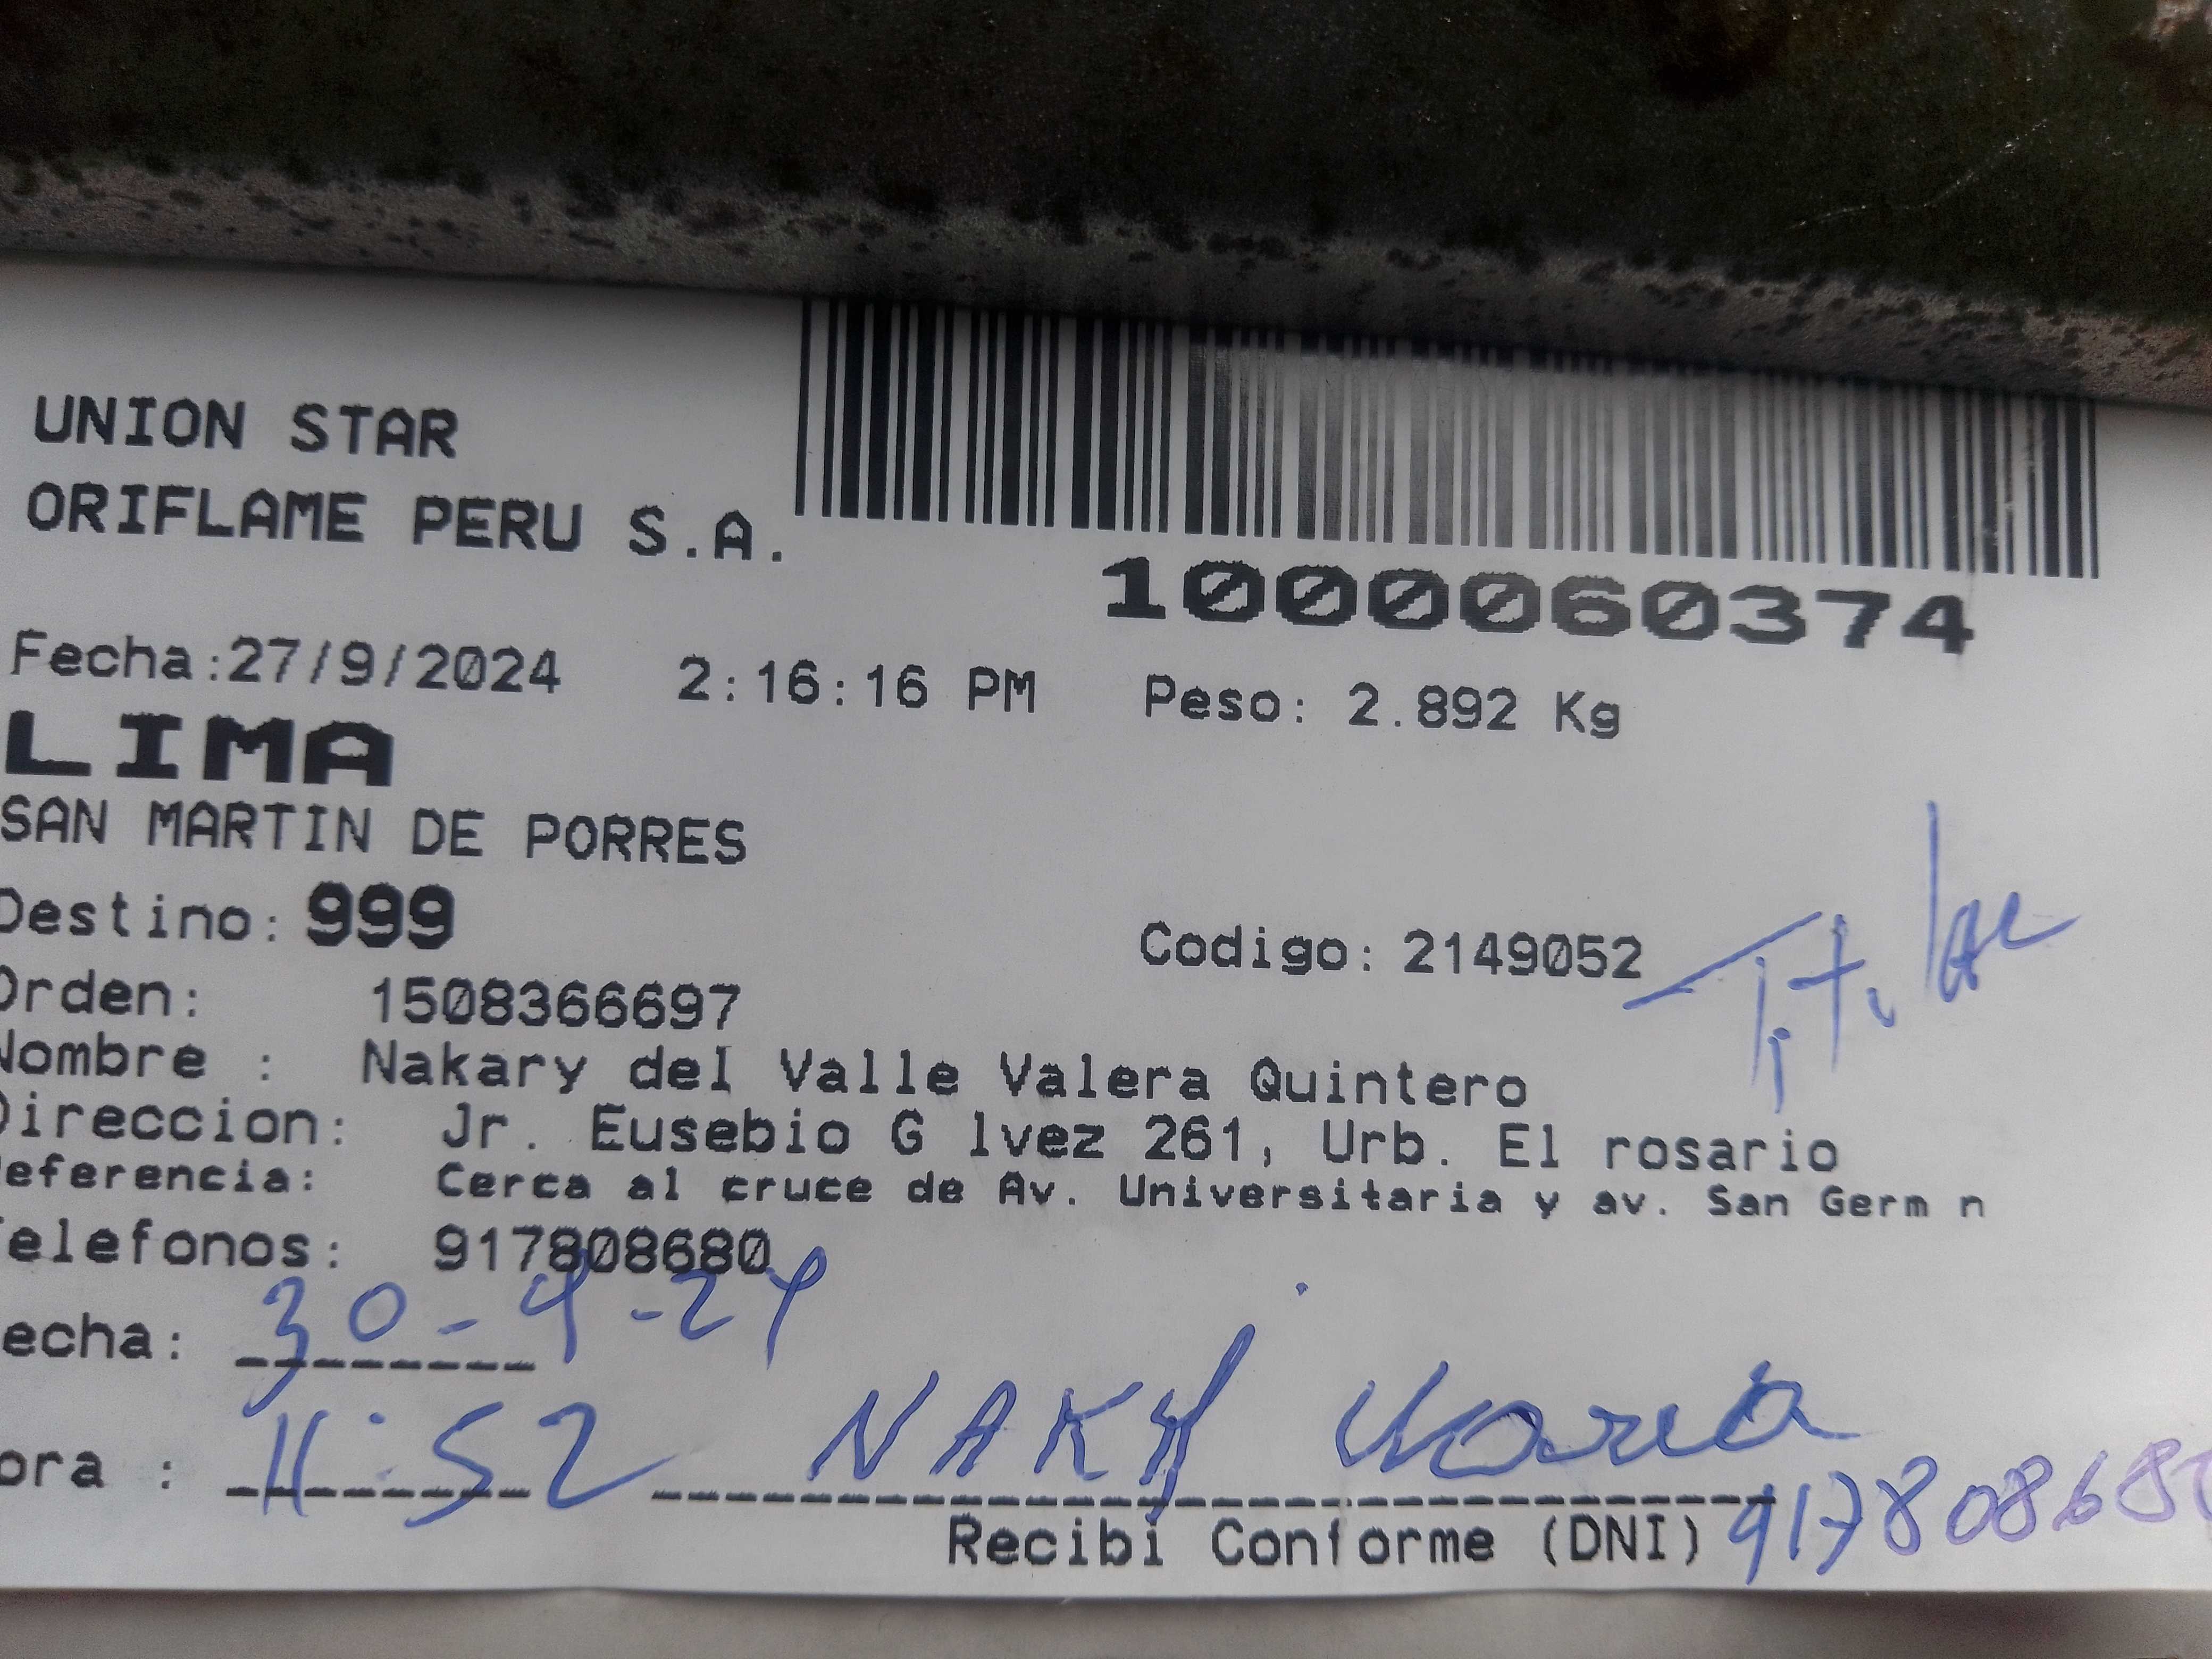 UNION STAR
ORIFLAME PERU S.A.
1000060374
Fecha:27/9/2024 2:16:16 PM Peso: 2.892 Kg
LIMA
SAN MARTIN DE PORRES
Destino: 999
Codigo: 2149052 Titular
Orden: 1508366697
Nombre : Nakary del Valle Valera Quintero
Direccion: Jr. Eusebio G lvez 261, Urb. El rosario
eferencia: Cerca al cruce de Av. Universitaria y av. San Germ n
Telefonos: 917808680
echa: 30-9-24
ora : 11:52 NAKY
Recibi Conforme (DNI) 917808680